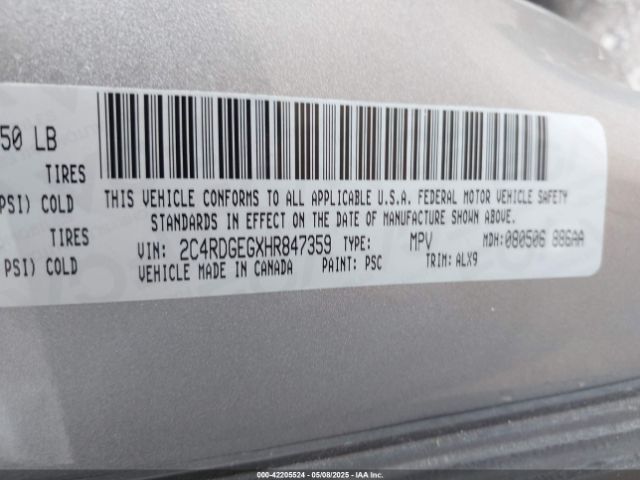 50 LB
TIRES
PSI) COLD
TIRES
PSI) COLD
THIS VEHICLE CONFORMS TO ALL APPLICABLE U.S.A. FEDERAL MOTOR VEHICLE SAFETY
STANDARDS IN EFFECT ON THE DATE OF MANUFACTURE SHOWN ABOVE.
VIN: 2C4RDGEGXHR847359 TYPE: MPV MDH: 080506 886AA
VEHICLE MADE IN CANADA PAINT: PSC TRIM: ALX9
000-42205524 | 05/08/2025 | IAA Inc.